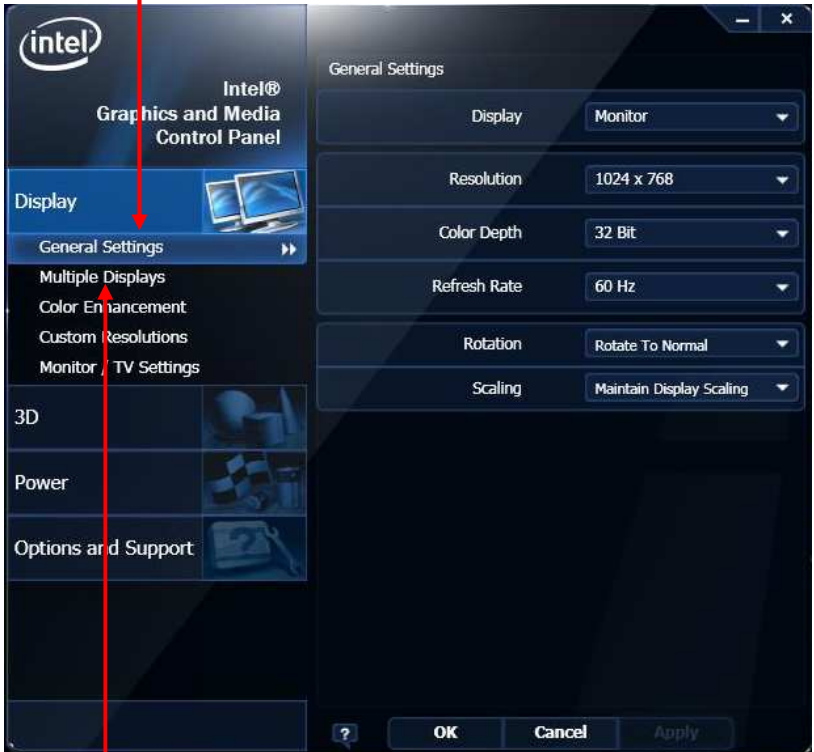 intel
Intel®
Graphics and Media
Control Panel
Display
General Settings
Multiple Displays
Color Enhancement
Custom Resolutions
Monitor / TV Settings
3D
Power
Options and Support
General Settings
Display Monitor
Resolution 1024 x 768
Color Depth 32 Bit
Refresh Rate 60 Hz
Rotation Rotate To Normal
Scaling Maintain Display Scaling
? OK Cancel Apply